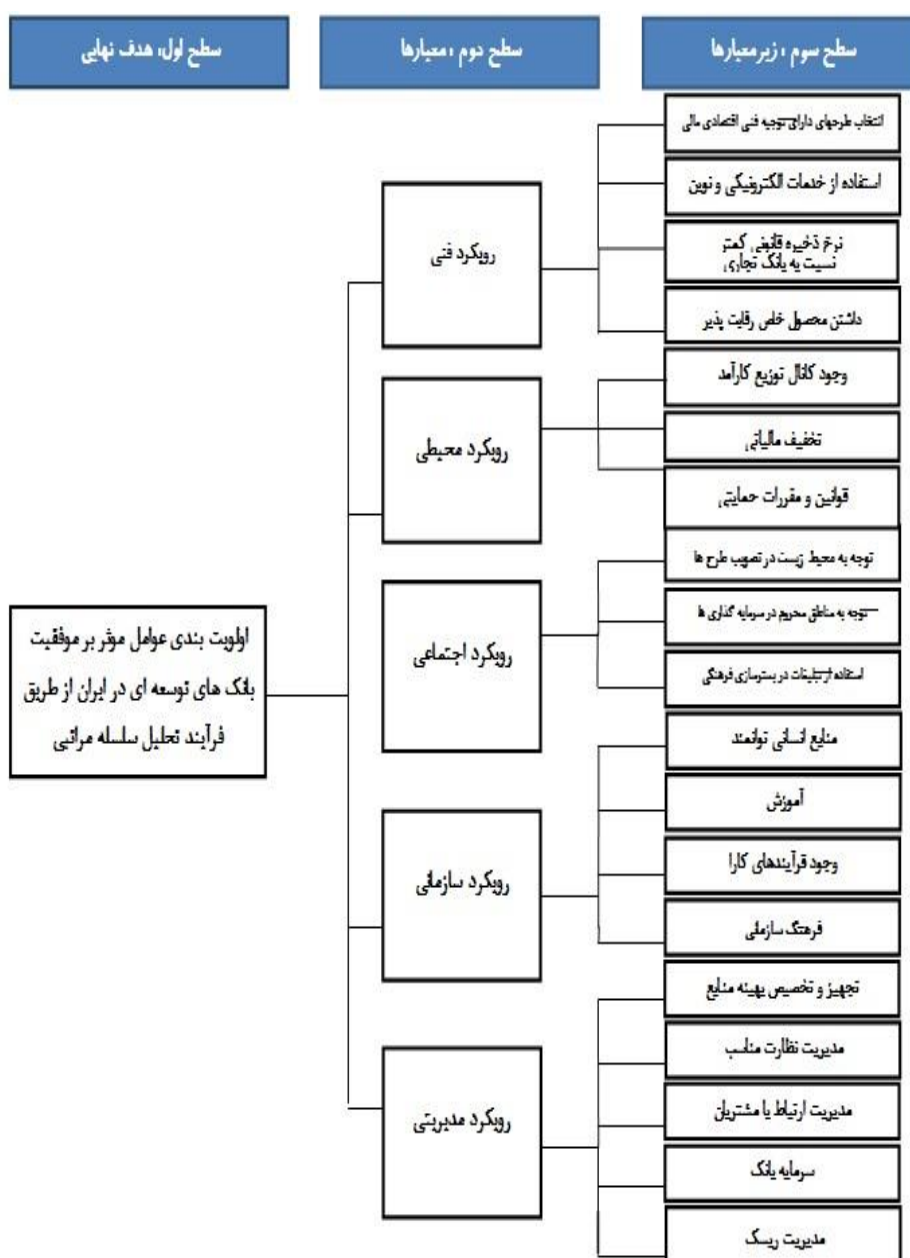 سطح اول، هدف نهایی
سطح دوم ، معیارها
سطح سوم ، زیرمعیارها
اولویت بندی عوامل موثر بر موفقیت
بانک های توسعه ای در ایران از طریق
فرآیند تحلیل سلسله مراتبی
رویکرد فنی
انتخاب طرحهای دارای توجیه فنی اقتصادی مالی
استفاده از خدمات الکترونیکی و نوین
نرخ ذخیره قانونی کمتر
نسبت به بانک تجاری
داشتن محصول خاص رقابت پذیر
رویکرد محیطی
وجود کانال توزیع کارآمد
تخفیف مالیاتی
قوانین و مقررات حمایتی
رویکرد اجتماعی
توجه به محیط زیست در تصویب طرح ها
توجه به مناطق محروم در سرمایه گذاری ها
استفاده از تبلیغات در بسترسازی فرهنگی
رویکرد سازمانی
منابع انسانی توانمند
آموزش
وجود فرآیندهای کارا
فرهنگ سازمانی
رویکرد مدیریتی
تجهیز و تخصیص بهینه منابع
مدیریت نظارت مناسب
مدیریت ارتباط با مشتریان
سرمایه بانک
مدیریت ریسک